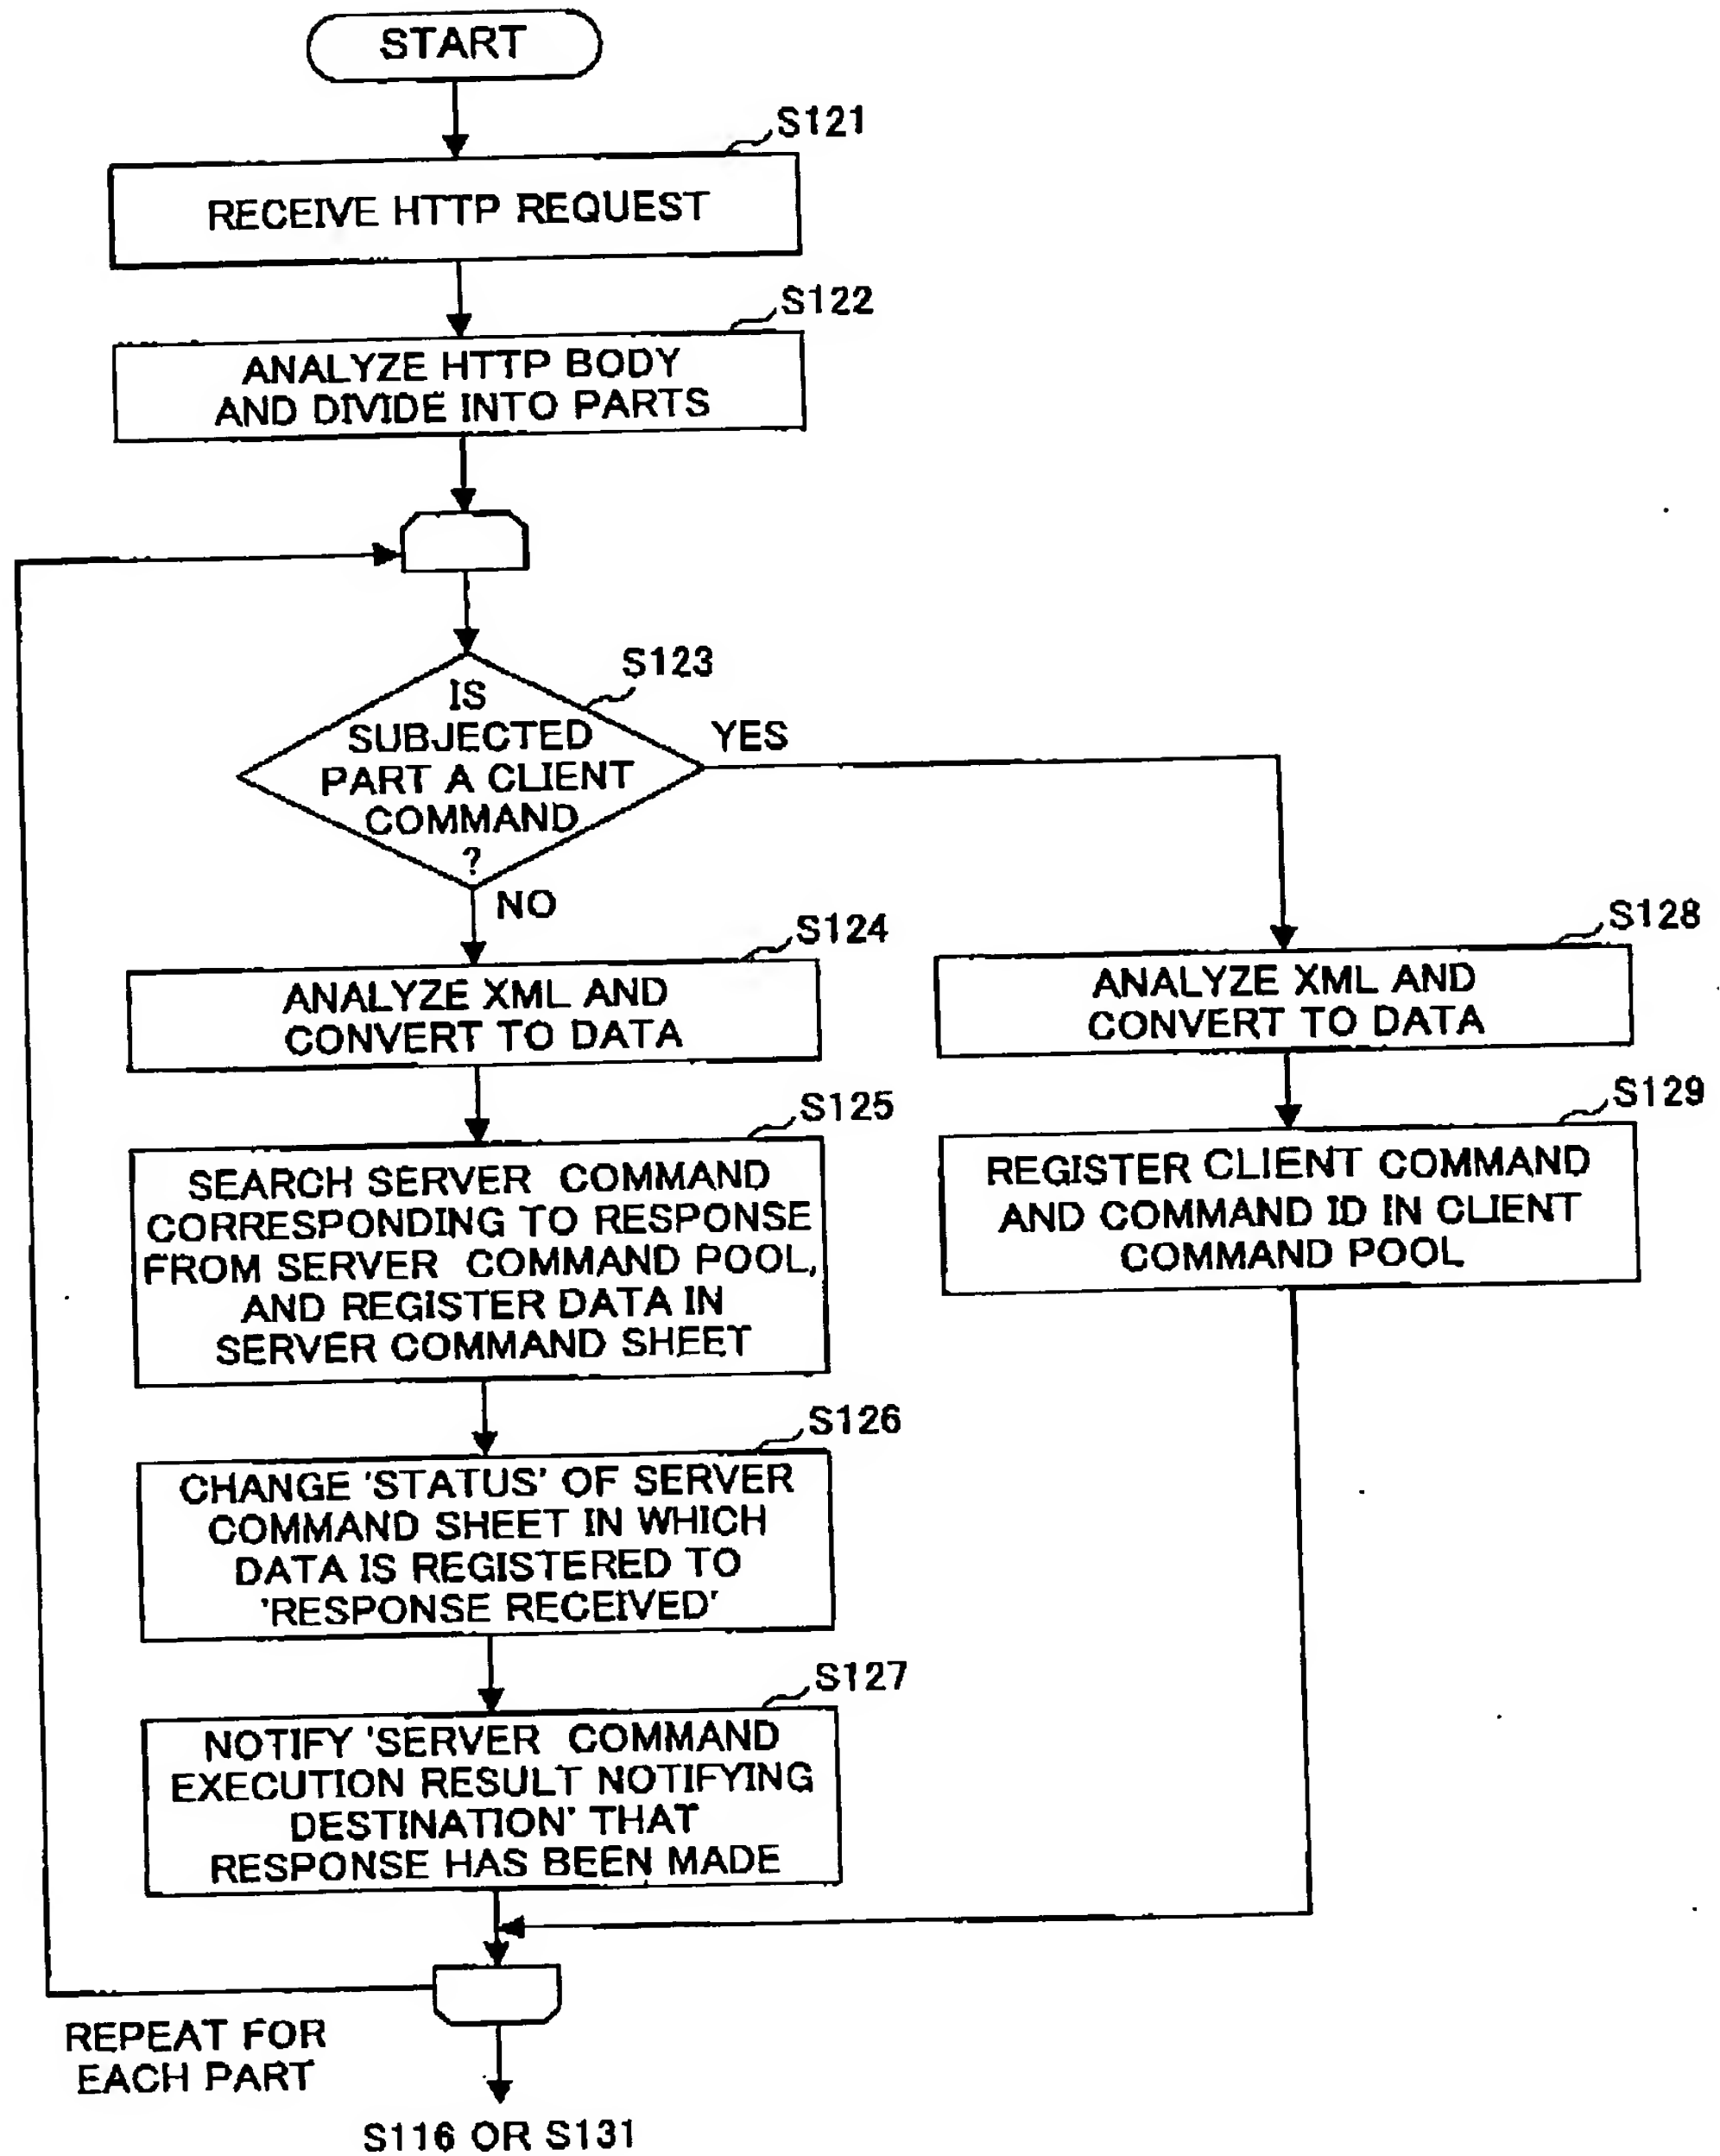 START
S121
RECEIVE HTTP REQUEST
S122
ANALYZE HTTP BODY
AND DIVIDE INTO PARTS
S123
IS
SUBJECTED
PART A CLIENT
COMMAND
?
YES
NO
S124
ANALYZE XML AND
CONVERT TO DATA
S125
SEARCH SERVER COMMAND
CORRESPONDING TO RESPONSE
FROM SERVER COMMAND POOL,
AND REGISTER DATA IN
SERVER COMMAND SHEET
S126
CHANGE 'STATUS' OF SERVER
COMMAND SHEET IN WHICH
DATA IS REGISTERED TO
'RESPONSE RECEIVED'
S127
NOTIFY 'SERVER COMMAND
EXECUTION RESULT NOTIFYING
DESTINATION' THAT
RESPONSE HAS BEEN MADE
S128
ANALYZE XML AND
CONVERT TO DATA
S129
REGISTER CLIENT COMMAND
AND COMMAND ID IN CLIENT
COMMAND POOL
REPEAT FOR
EACH PART
S116 OR S131